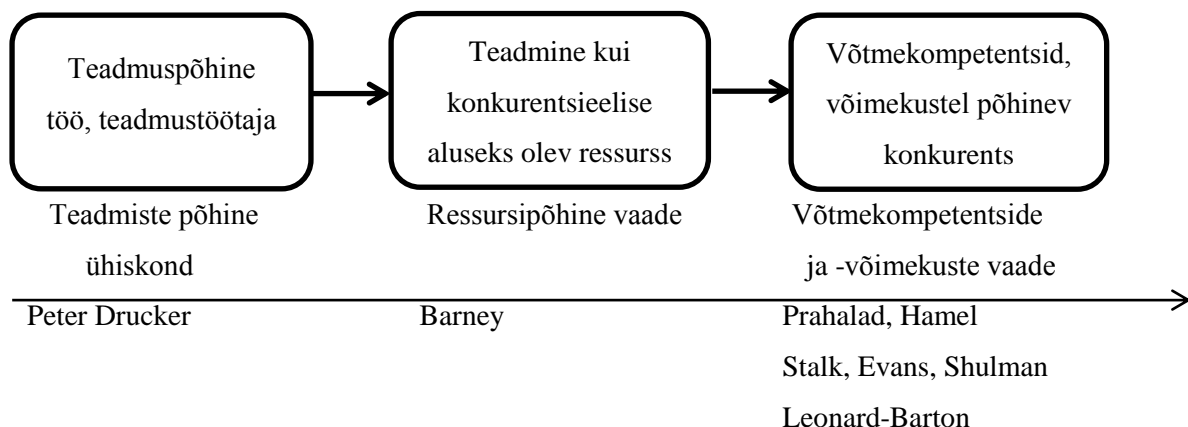 Teadmuspõhine
töö, teadmustöötaja
Teadmine kui
konkurentsieelise
aluseks olev ressurss
Võtmekompetentsid,
võimekustel põhinev
konkurents
Teadmiste põhine
ühiskond
Ressursipõhine vaade
Võtmekompetentside
ja -võimekuste vaade
Peter Drucker
Barney
Prahalad, Hamel
Stalk, Evans, Shulman
Leonard-Barton